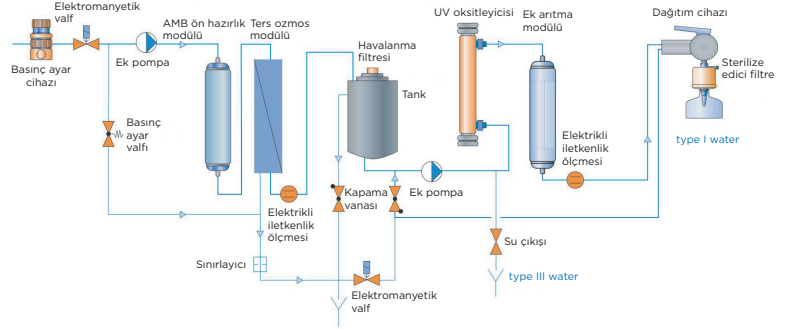 Elektromanyetik
valf
Basınç ayar
cihazı
Ek pompa
AMB ön hazırlık
modülü
Ters ozmos
modülü
Havalanma
filtresi
Tank
UV oksitleyicisi
Ek arıtma
modülü
Dağıtım cihazı
Sterilize
edici filtre
type I water
Basınç
ayar
valfı
Elektrikli
iletkenlik
ölçmesi
Kapama
vanası
Ek pompa
Elektrikli
iletkenlik
ölçmesi
Sınırlayıcı
Elektromanyetik
valf
Su çıkışı
type III water